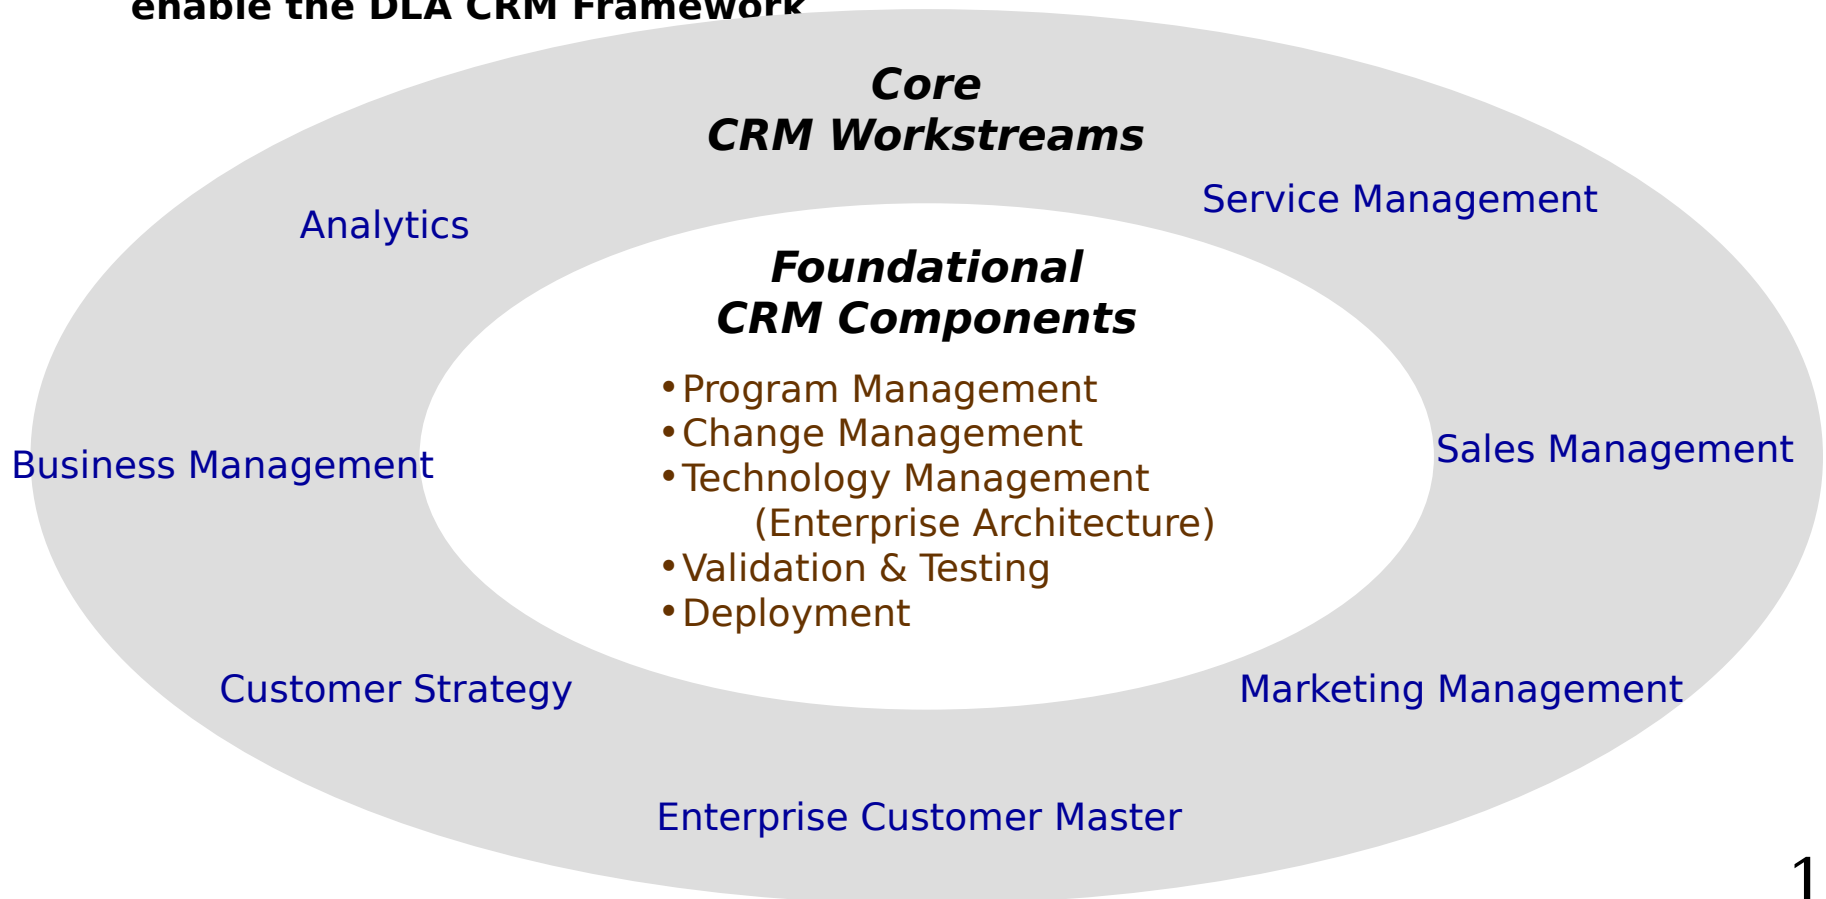 enable the DLA CRM Framework
Core
CRM Workstreams
Service Management
Analytics
Foundational
CRM Components
•Program Management
•Change Management
•Technology Management
(Enterprise Architecture)
•Validation & Testing
•Deployment
Business Management
Sales Management
Customer Strategy
Marketing Management
Enterprise Customer Master
1